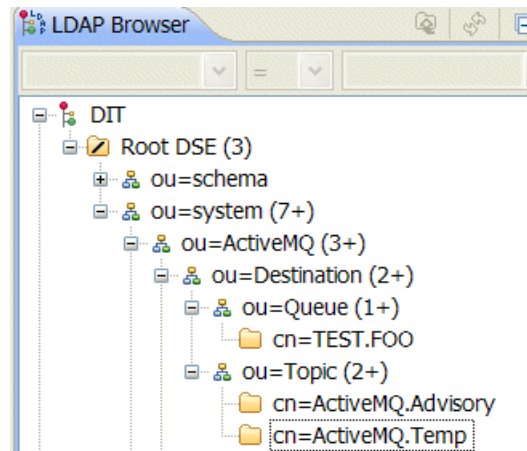 LDAP Browser
=
DIT
Root DSE (3)
ou=schema
ou=system (7+)
ou=ActiveMQ (3+)
ou=Destination (2+)
ou=Queue (1+)
cn=TEST.FOO
ou=Topic (2+)
cn=ActiveMQ.Advisory
cn=ActiveMQ.Temp